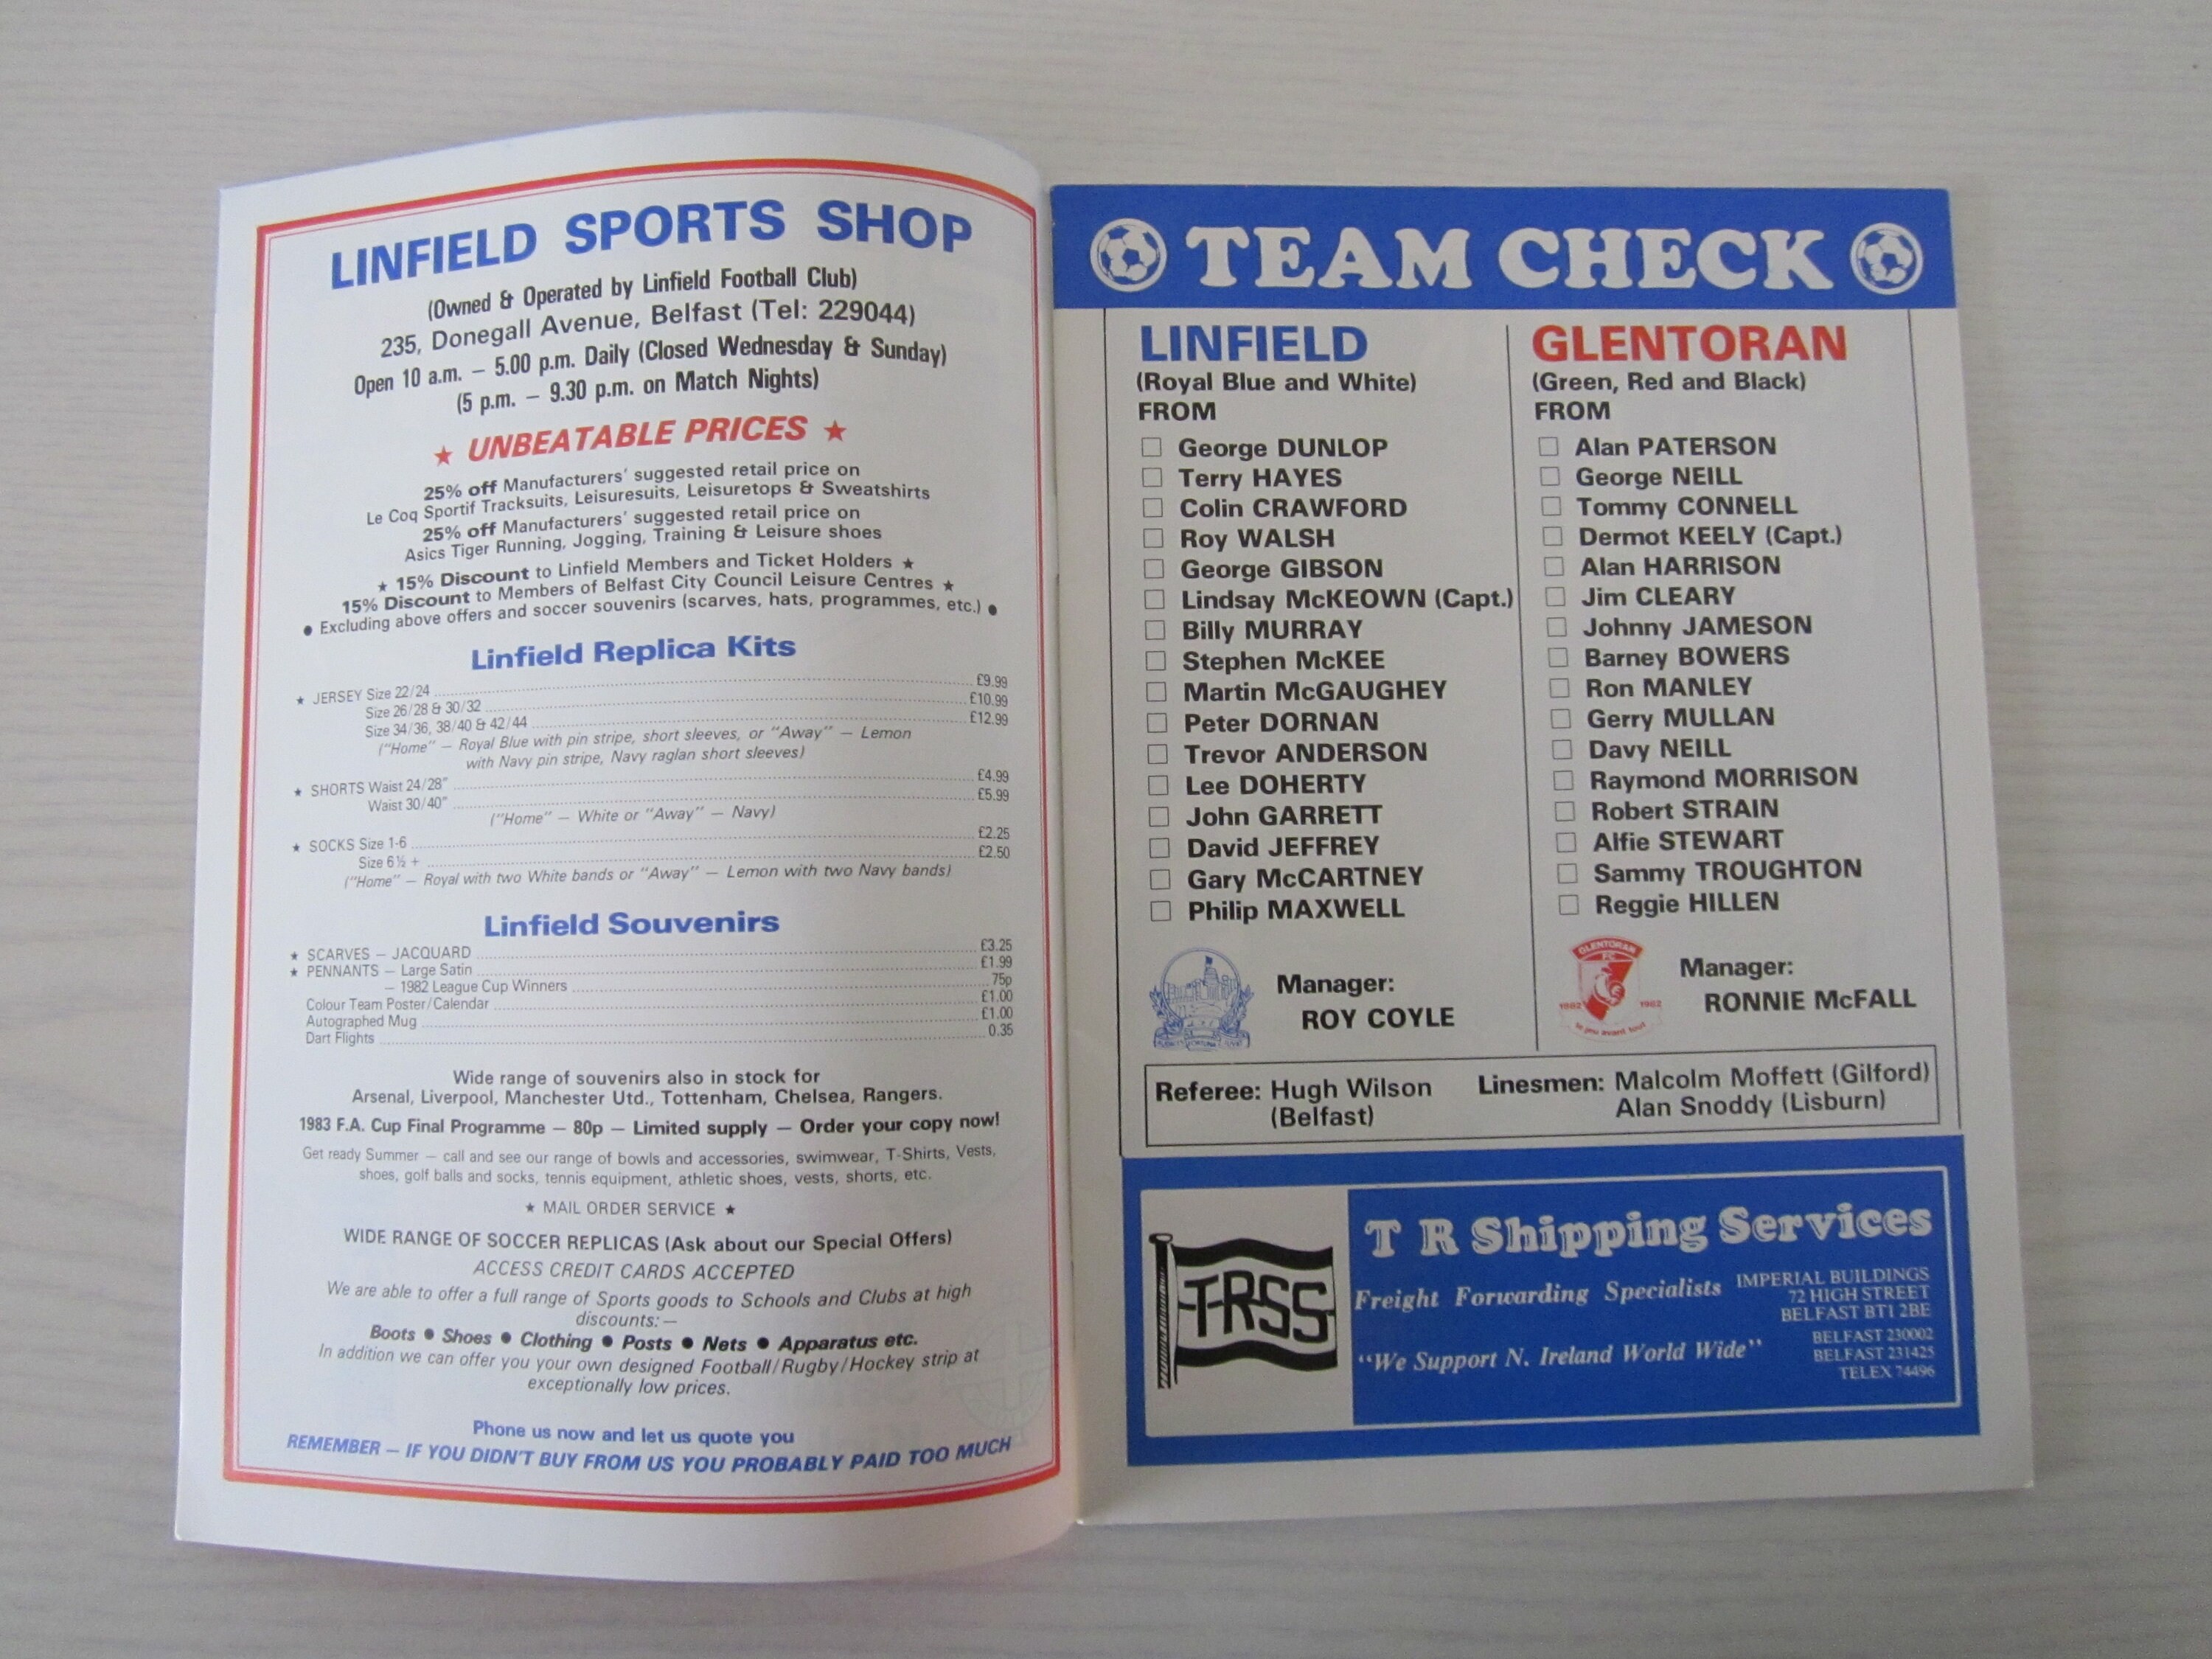 LINFIELD SPORTS SHOP
(Owned & Operated by Linfield Football Club)
235, Donegall Avenue, Belfast (Tel: 229044)
Open 10 a.m. – 5.00 p.m. Daily (Closed Wednesday & Sunday)
(5 p.m. – 9.30 p.m. on Match Nights)
★ UNBEATABLE PRICES ★
25% off Manufacturers' suggested retail price on
Le Coq Sportif Tracksuits, Leisuresuits, Leisuretops & Sweatshirts
25% off Manufacturers' suggested retail price on
Asics Tiger Running, Jogging, Training & Leisure shoes
★ 15% Discount to Linfield Members and Ticket Holders ★
15% Discount to Members of Belfast City Council Leisure Centres ★
● Excluding above offers and soccer souvenirs (scarves, hats, programmes, etc.) ●
Linfield Replica Kits
★ JERSEY Size 22/24 £9.99
Size 26/28 & 30/32 £10.99
Size 34/36, 38/40 & 42/44 £12.99
("Home" – Royal Blue with pin stripe, short sleeves, or "Away" – Lemon
with Navy pin stripe, Navy raglan short sleeves)
★ SHORTS Waist 24/28" £4.99
Waist 30/40" £5.99
("Home" – White or "Away" – Navy)
★ SOCKS Size 1-6 £2.25
Size 6½ + £2.50
("Home" – Royal with two White bands or "Away" – Lemon with two Navy bands)
Linfield Souvenirs
★ SCARVES – JACQUARD £3.25
★ PENNANTS – Large Satin £1.99
– 1982 League Cup Winners 75p
Colour Team Poster/Calendar £1.00
Autographed Mug £1.00
Dart Flights 0.35
Wide range of souvenirs also in stock for
Arsenal, Liverpool, Manchester Utd., Tottenham, Chelsea, Rangers.
1983 F.A. Cup Final Programme – 80p – Limited supply – Order your copy now!
Get ready Summer – call and see our range of bowls and accessories, swimwear, T-Shirts, Vests,
shoes, golf balls and socks, tennis equipment, athletic shoes, vests, shorts, etc.
★ MAIL ORDER SERVICE ★
WIDE RANGE OF SOCCER REPLICAS (Ask about our Special Offers)
ACCESS CREDIT CARDS ACCEPTED
We are able to offer a full range of Sports goods to Schools and Clubs at high
discounts:–
Boots ● Shoes ● Clothing ● Posts ● Nets ● Apparatus etc.
In addition we can offer you your own designed Football/Rugby/Hockey strip at
exceptionally low prices.
Phone us now and let us quote you
REMEMBER – IF YOU DIDN'T BUY FROM US YOU PROBABLY PAID TOO MUCH
TEAM CHECK
LINFIELD
(Royal Blue and White)
FROM
George DUNLOP
Terry HAYES
Colin CRAWFORD
Roy WALSH
George GIBSON
Lindsay McKEOWN (Capt.)
Billy MURRAY
Stephen McKEE
Martin McGAUGHEY
Peter DORNAN
Trevor ANDERSON
Lee DOHERTY
John GARRETT
David JEFFREY
Gary McCARTNEY
Philip MAXWELL
Manager:
ROY COYLE
GLENTORAN
(Green, Red and Black)
FROM
Alan PATERSON
George NEILL
Tommy CONNELL
Dermot KEELY (Capt.)
Alan HARRISON
Jim CLEARY
Johnny JAMESON
Barney BOWERS
Ron MANLEY
Gerry MULLAN
Davy NEILL
Raymond MORRISON
Robert STRAIN
Alfie STEWART
Sammy TROUGHTON
Reggie HILLEN
GLENTORAN
FC
1882 1982
le jeu avant tout
Manager:
RONNIE McFALL
Referee: Hugh Wilson
(Belfast)
Linesmen: Malcolm Moffett (Gilford)
Alan Snoddy (Lisburn)
TRSS
T R Shipping Services
Freight Forwarding Specialists
"We Support N. Ireland World Wide"
IMPERIAL BUILDINGS
72 HIGH STREET
BELFAST BT1 2BE
BELFAST 230002
BELFAST 231425
TELEX 74496